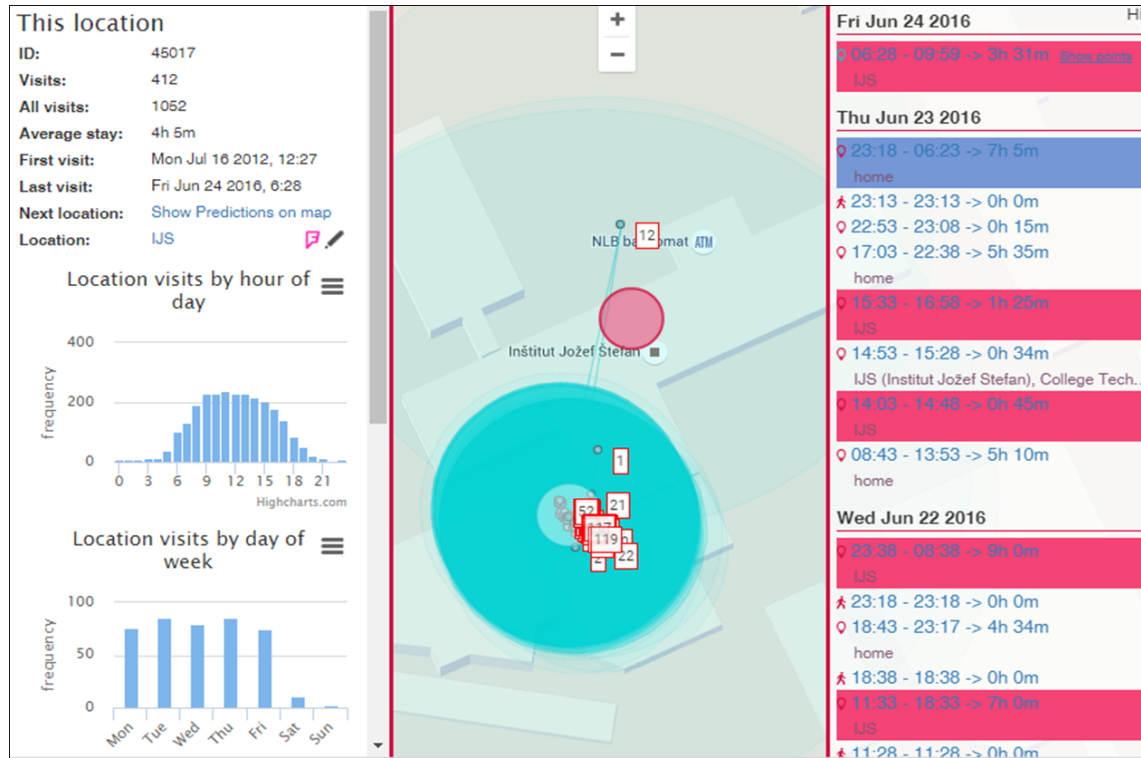 This location
ID: 45017
Visits: 412
All visits: 1052
Average stay: 4h 5m
First visit: Mon Jul 16 2012, 12:27
Last visit: Fri Jun 24 2016, 6:28
Next location: Show Predictions on map
Location: IJS
Location visits by hour of
day
400
200
0
frequency
0 3 6 9 12 15 18 21
Highcharts.com
Location visits by day of
week
100
50
0
frequency
Mon Tue Wed Thu Fri Sat Sun
+
−
12
NLB ba omat ATM
Inštitut Jožef Štefan
1
52 21
119
2 22
Hi
Fri Jun 24 2016
06:28 - 09:59 -> 3h 31m Show points
IJS
Thu Jun 23 2016
23:18 - 06:23 -> 7h 5m
home
23:13 - 23:13 -> 0h 0m
22:53 - 23:08 -> 0h 15m
17:03 - 22:38 -> 5h 35m
home
15:33 - 16:58 -> 1h 25m
IJS
14:53 - 15:28 -> 0h 34m
IJS (Institut Jožef Stefan), College Tech...
14:03 - 14:48 -> 0h 45m
IJS
08:43 - 13:53 -> 5h 10m
home
Wed Jun 22 2016
23:38 - 08:38 -> 9h 0m
IJS
23:18 - 23:18 -> 0h 0m
18:43 - 23:17 -> 4h 34m
home
18:38 - 18:38 -> 0h 0m
11:33 - 18:33 -> 7h 0m
IJS
11:28 - 11:28 -> 0h 0m